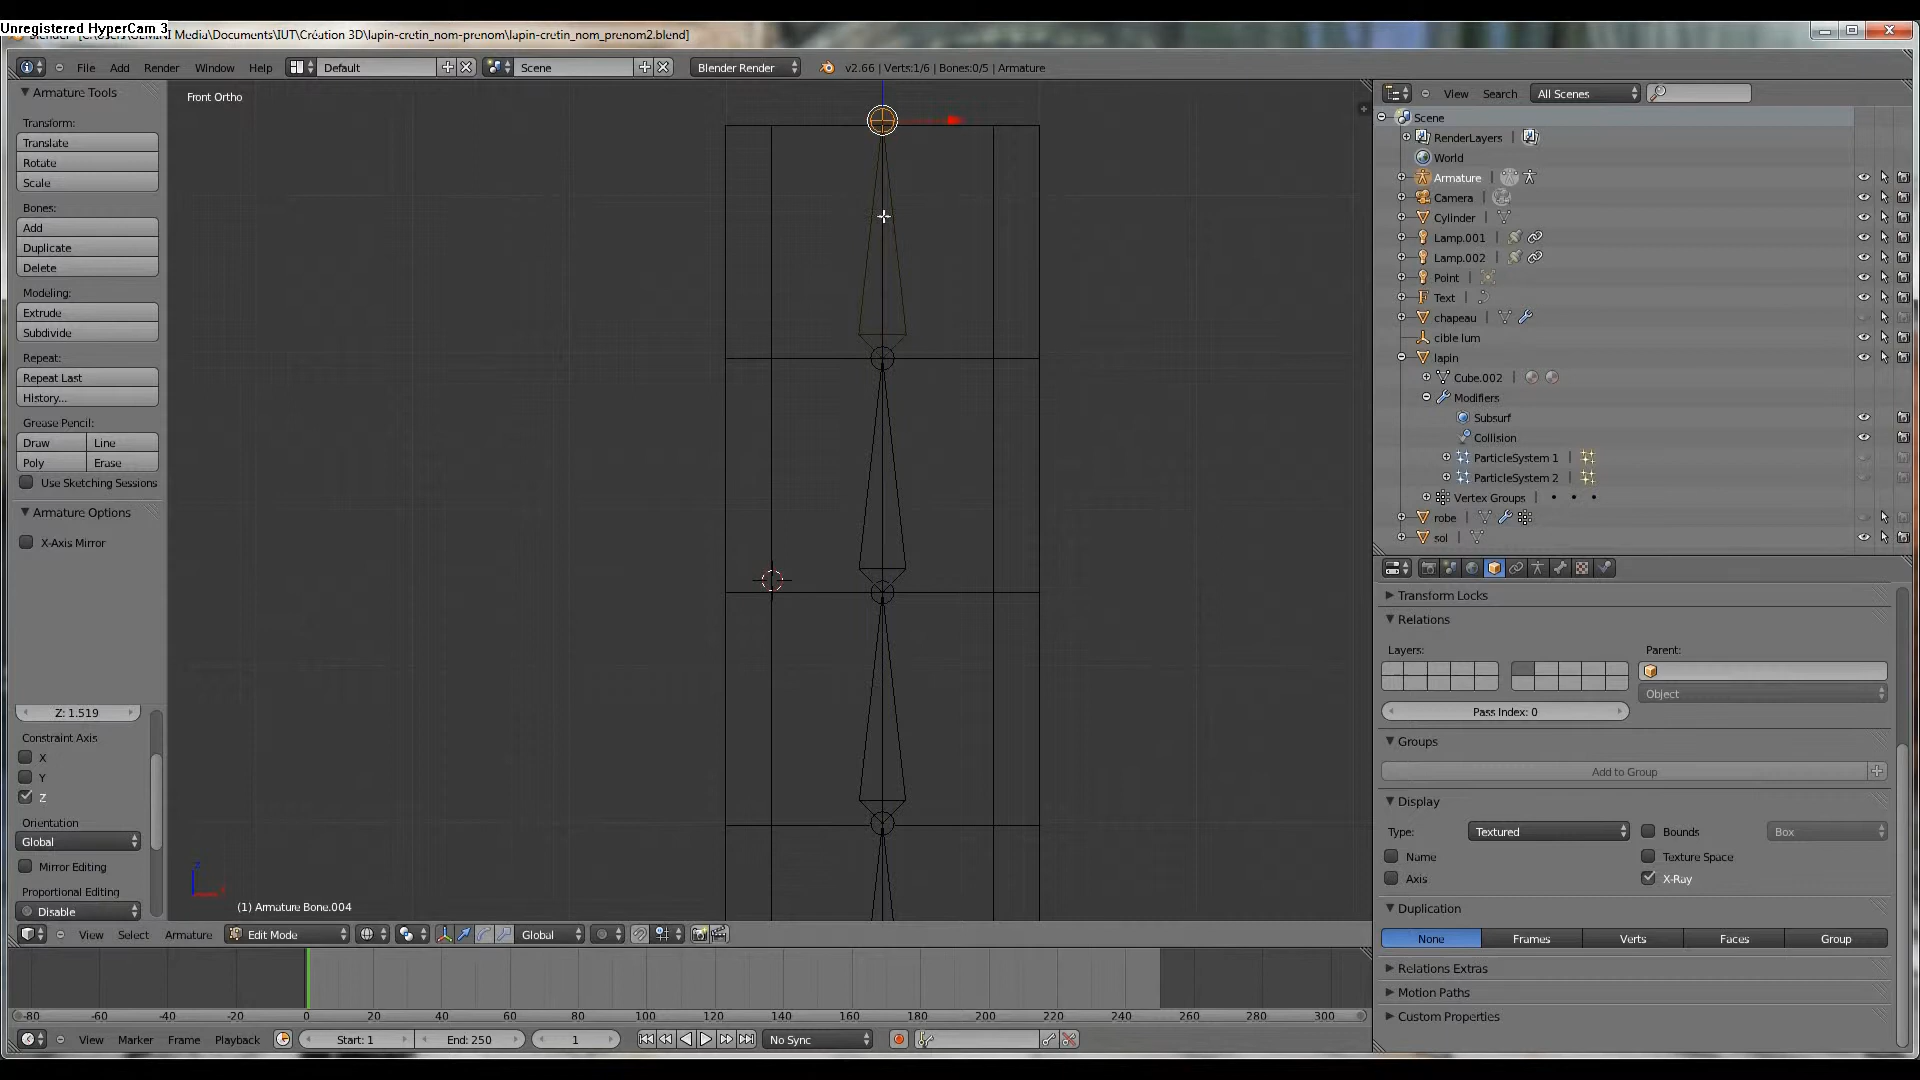 Unregistered HyperCam 3
Media\Documents\IUT\Création 3D\lapin-cretin_nom-prenom\lapin-cretin_nom_prenom2.blend]
File Add Render Window Help Default Scene Blender Render v2.66 | Verts:1/6 | Bones:0/5 | Armature
Armature Tools
Transform:
Translate
Rotate
Scale
Bones:
Add
Duplicate
Delete
Modeling:
Extrude
Subdivide
Repeat:
Repeat Last
History...
Grease Pencil:
Draw Line
Poly Erase
Use Sketching Sessions
Armature Options
X-Axis Mirror
Z: 1.519
Constraint Axis
X
Y
Z
Orientation
Global
Mirror Editing
Proportional Editing
Disable
Front Ortho
(1) Armature Bone.004
View Select Armature Edit Mode Global
-80 -60 -40 -20 0 20 40 60 80 100 120 140 160 180 200 220 240 260 280 300
View Marker Frame Playback Start: 1 End: 250 1 No Sync
View Search All Scenes
Scene
RenderLayers
World
Armature
Camera
Cylinder
Lamp.001
Lamp.002
Point
Text
chapeau
cible lum
lapin
Cube.002
Modifiers
Subsurf
Collision
ParticleSystem 1
ParticleSystem 2
Vertex Groups
robe
sol
Transform Locks
Relations
Layers: Parent:
Object
Pass Index: 0
Groups
Add to Group
Display
Type: Textured Bounds Box
Name Texture Space
Axis X-Ray
Duplication
None Frames Verts Faces Group
Relations Extras
Motion Paths
Custom Properties